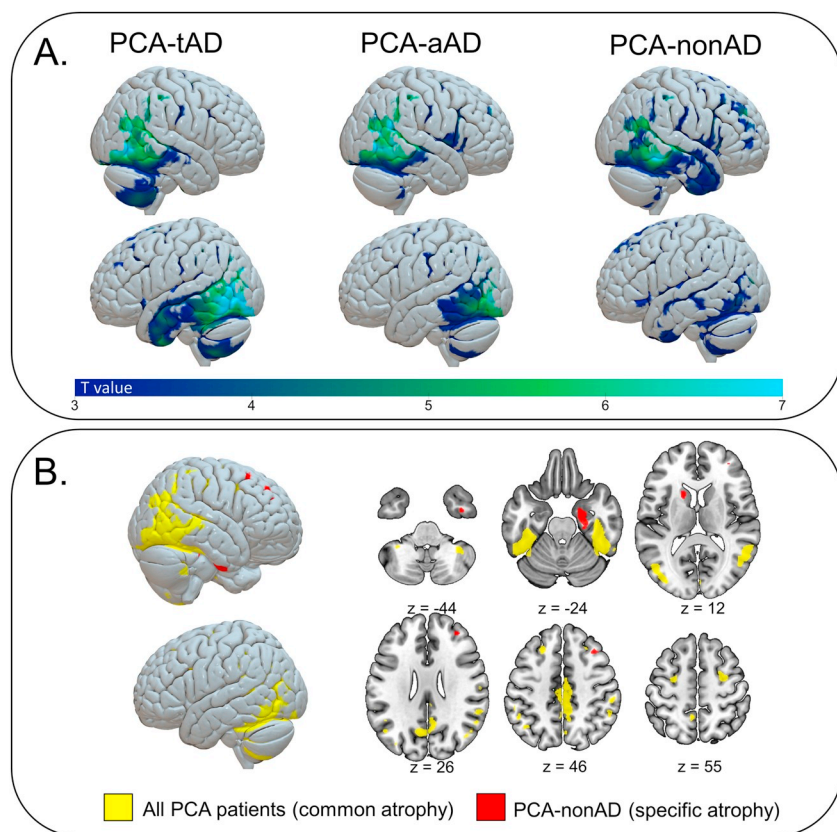 A.
PCA-tAD PCA-aAD PCA-nonAD
T value
3 4 5 6 7
B.
z = -44 z = -24 z = 12
z = 26 z = 46 z = 55
All PCA patients (common atrophy) PCA-nonAD (specific atrophy)